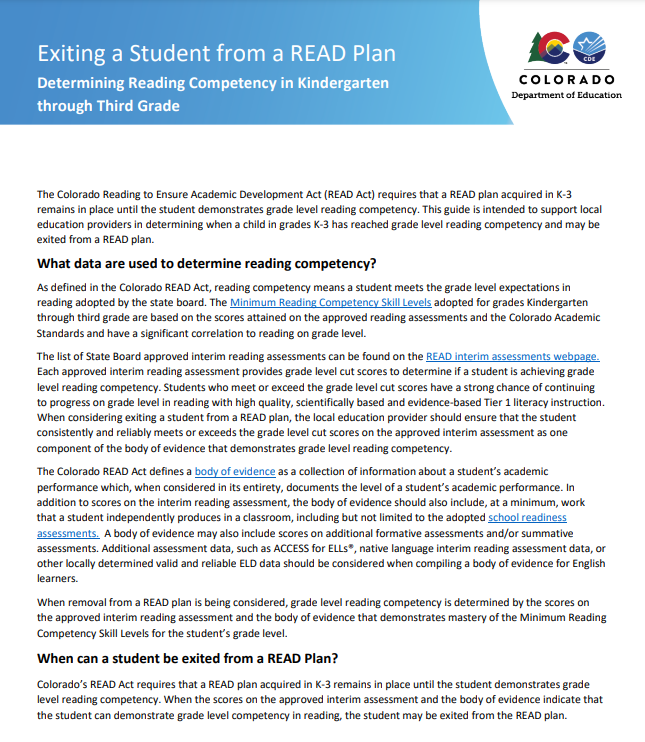 Exiting a Student from a READ Plan
Determining Reading Competency in Kindergarten
through Third Grade
CDE
COLORADO
Department of Education
The Colorado Reading to Ensure Academic Development Act (READ Act) requires that a READ plan acquired in K-3
remains in place until the student demonstrates grade level reading competency. This guide is intended to support local
education providers in determining when a child in grades K-3 has reached grade level reading competency and may be
exited from a READ plan.
What data are used to determine reading competency?
As defined in the Colorado READ Act, reading competency means a student meets the grade level expectations in
reading adopted by the state board. The Minimum Reading Competency Skill Levels adopted for grades Kindergarten
through third grade are based on the scores attained on the approved reading assessments and the Colorado Academic
Standards and have a significant correlation to reading on grade level.
The list of State Board approved interim reading assessments can be found on the READ interim assessments webpage.
Each approved interim reading assessment provides grade level cut scores to determine if a student is achieving grade
level reading competency. Students who meet or exceed the grade level cut scores have a strong chance of continuing
to progress on grade level in reading with high quality, scientifically based and evidence-based Tier 1 literacy instruction.
When considering exiting a student from a READ plan, the local education provider should ensure that the student
consistently and reliably meets or exceeds the grade level cut scores on the approved interim assessment as one
component of the body of evidence that demonstrates grade level reading competency.
The Colorado READ Act defines a body of evidence as a collection of information about a student's academic
performance which, when considered in its entirety, documents the level of a student's academic performance. In
addition to scores on the interim reading assessment, the body of evidence should also include, at a minimum, work
that a student independently produces in a classroom, including but not limited to the adopted school readiness
assessments. A body of evidence may also include scores on additional formative assessments and/or summative
assessments. Additional assessment data, such as ACCESS for ELLs®, native language interim reading assessment data, or
other locally determined valid and reliable ELD data should be considered when compiling a body of evidence for English
learners.
When removal from a READ plan is being considered, grade level reading competency is determined by the scores on
the approved interim reading assessment and the body of evidence that demonstrates mastery of the Minimum Reading
Competency Skill Levels for the student's grade level.
When can a student be exited from a READ Plan?
Colorado's READ Act requires that a READ plan acquired in K-3 remains in place until the student demonstrates grade
level reading competency. When the scores on the approved interim assessment and the body of evidence indicate that
the student can demonstrate grade level competency in reading, the student may be exited from the READ plan.